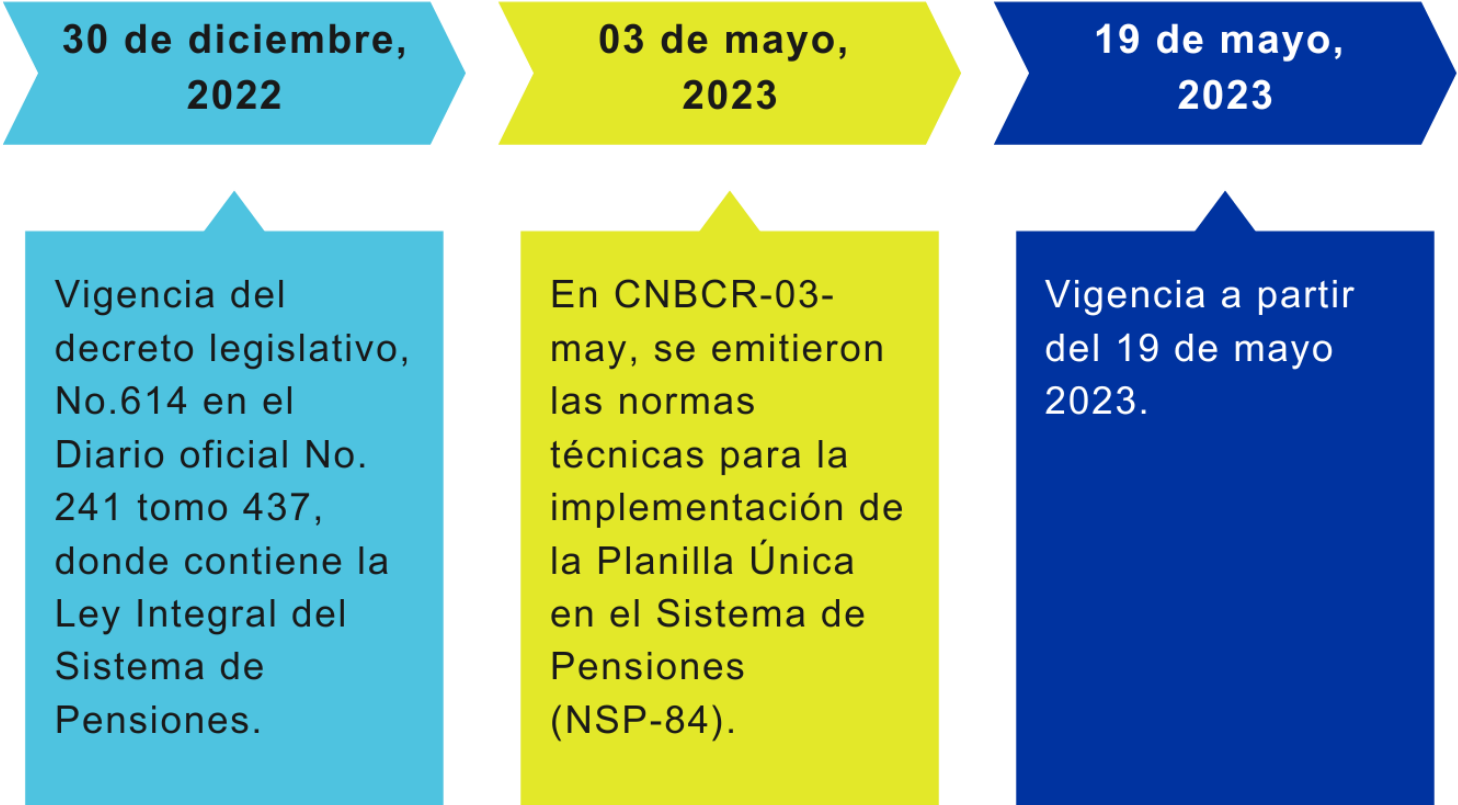 30 de diciembre,
2022
Vigencia del
decreto legislativo,
No.614 en el
Diario oficial No.
241 tomo 437,
donde contiene la
Ley Integral del
Sistema de
Pensiones.
03 de mayo,
2023
En CNBCR-03-
may, se emitieron
las normas
técnicas para la
implementación de
la Planilla Única
en el Sistema de
Pensiones
(NSP-84).
19 de mayo,
2023
Vigencia a partir
del 19 de mayo
2023.